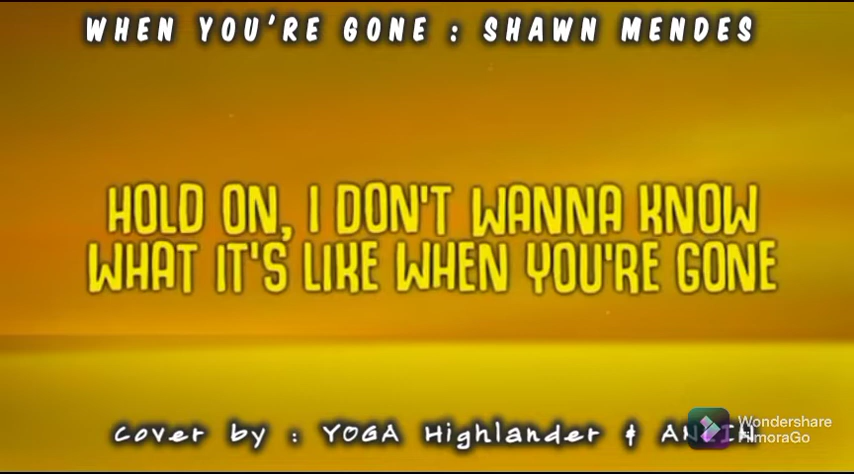 WHEN YOU'RE GONE : SHAWN MENDES
HOLD ON, I DON'T WANNA KNOW
WHAT IT'S LIKE WHEN YOU'RE GONE
Cover by : YOGA Highlander &
Wondershare
FilmoraGo